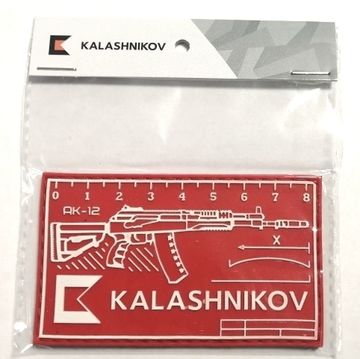 KALASHNIKOV
0 1 2 3 4 5 6 7 8
AK-12
X
KALASHNIKOV